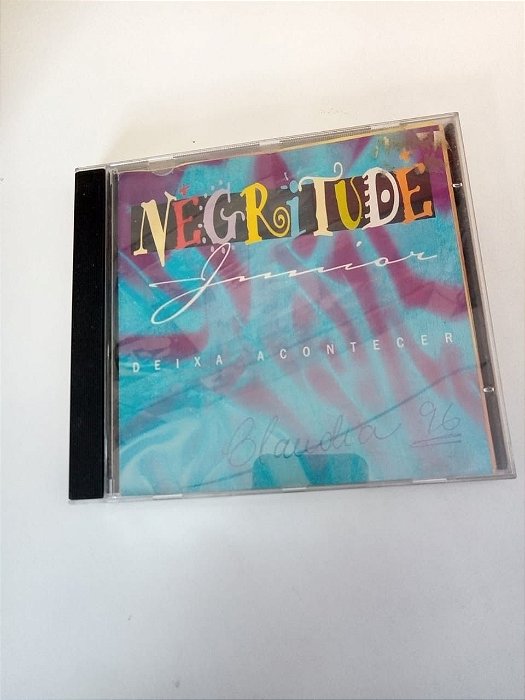 NEGRiTUDE
Junior
DEIXA ACONTECER
Claudia 96